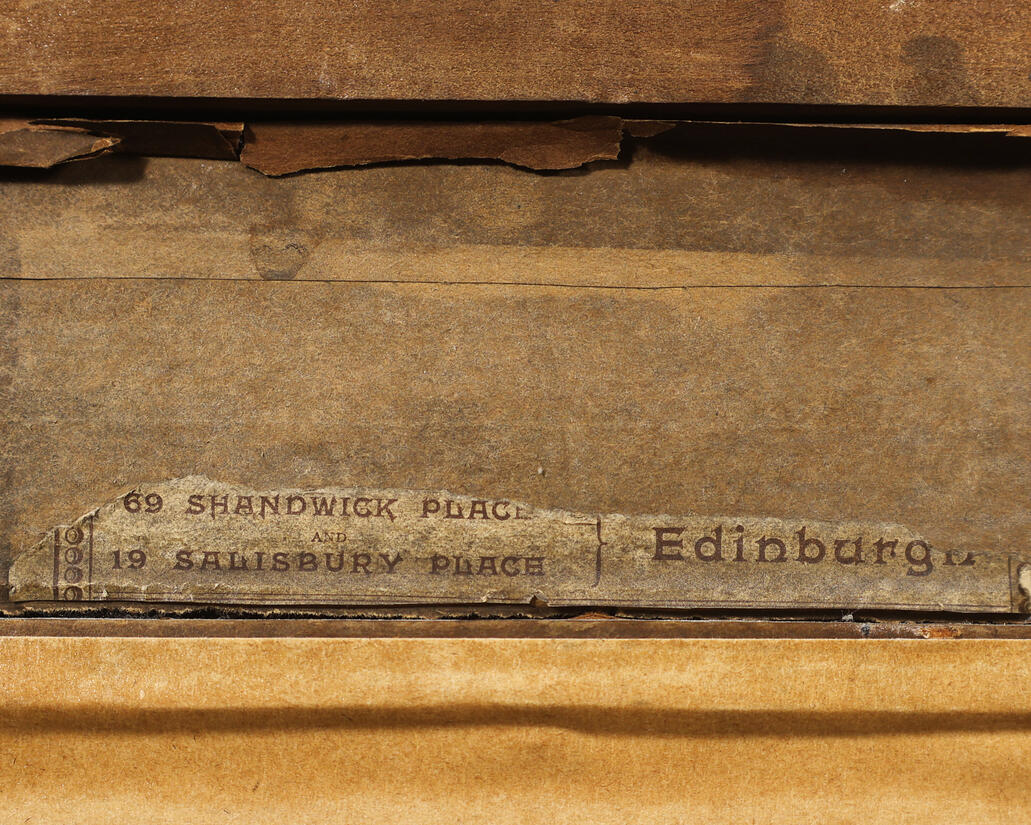 69 SHANDWICK PLACE
AND
19 SALISBURY PLACE
Edinburgh